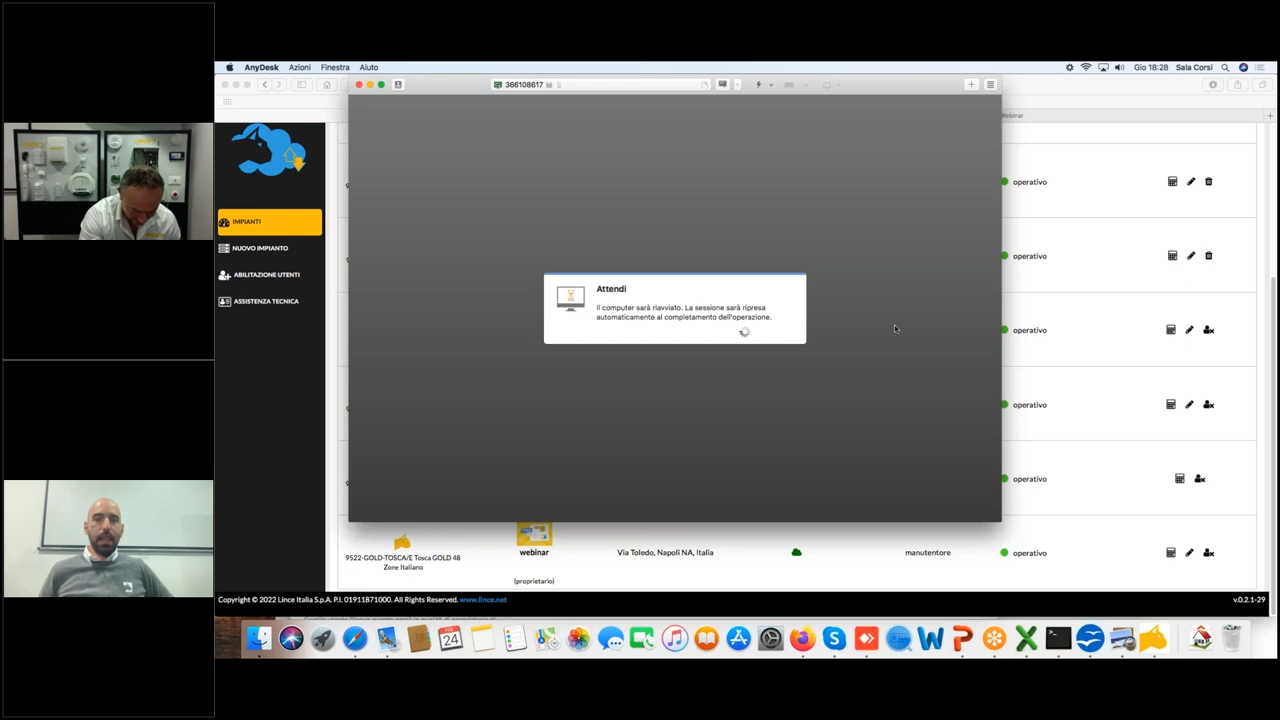 AnyDesk Azioni Finestra Aiuto
Gio 18:28 Sala Corsi
366108617
Webinar
IMPIANTI
NUOVO IMPIANTO
ABILITAZIONE UTENTI
ASSISTENZA TECNICA
Attendi
Il computer sarà riavviato. La sessione sarà ripresa
automaticamente al completamento dell'operazione.
operativo
operativo
operativo
operativo
operativo
9522-GOLD-TOSCA/E Tosca GOLD 48
Zone Italiano
webinar
(proprietario)
Via Toledo, Napoli NA, Italia
manutentore
operativo
Copyright © 2022 Lince Italia S.p.A. P.I. 01911871000. All Rights Reserved. www.lince.net
v.0.2.1-29
FEB
24